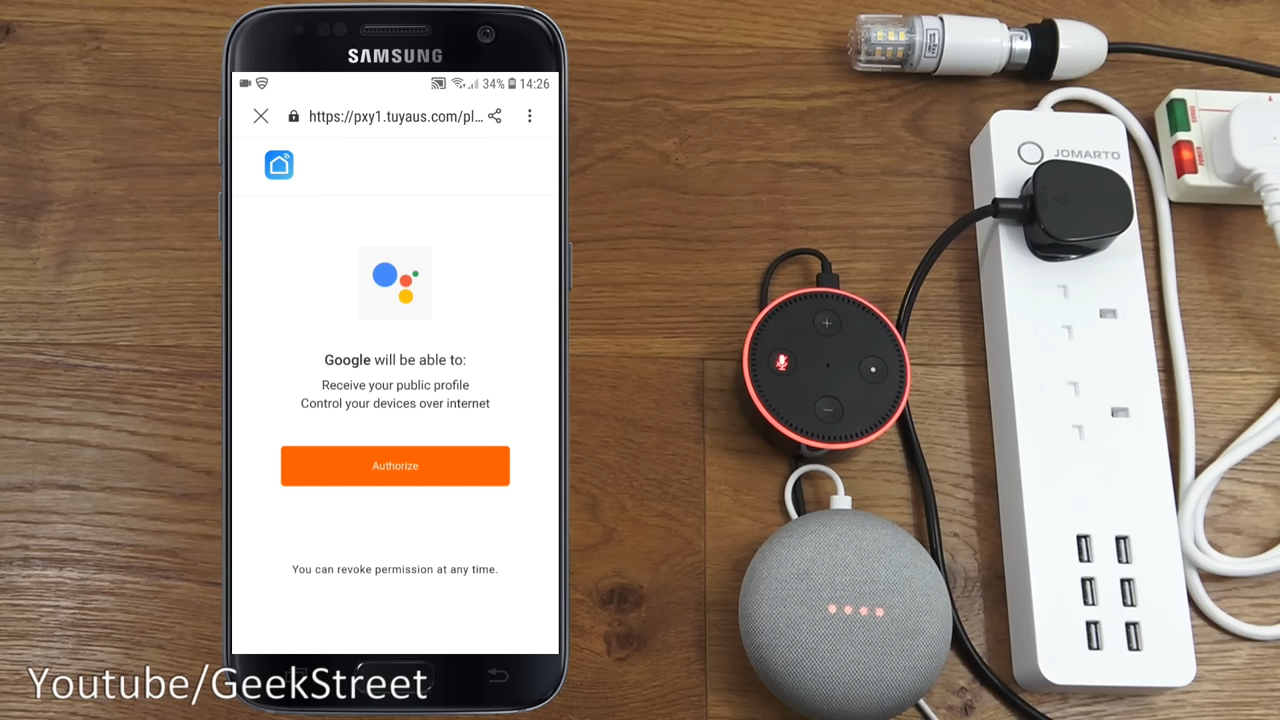 SAMSUNG
34% 14:26
https://pxy1.tuyaus.com/pl...
Google will be able to:
Receive your public profile
Control your devices over internet
Authorize
You can revoke permission at any time.
JOMARTO
POWER
Youtube/GeekStreet